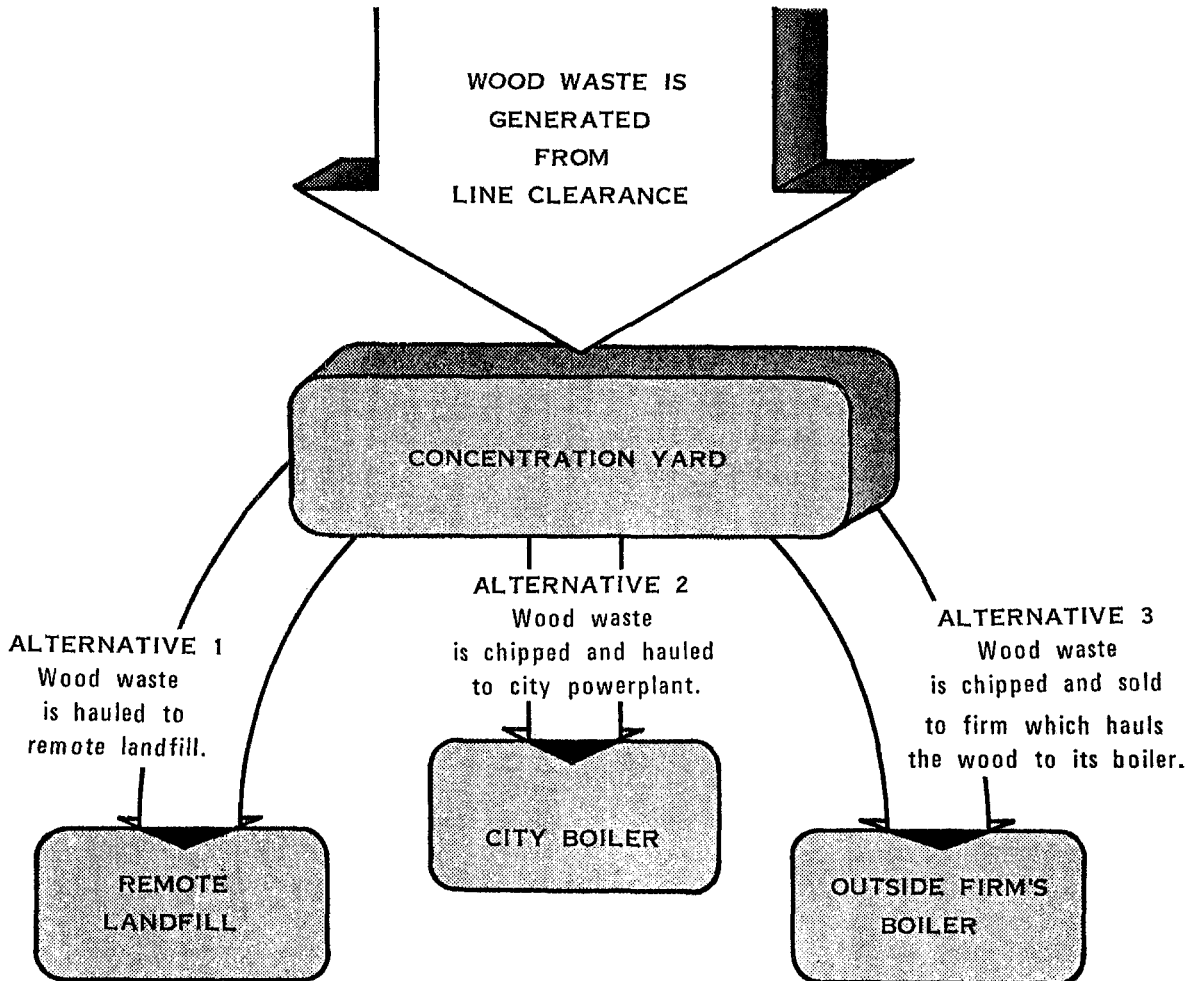 WOOD WASTE IS
GENERATED
FROM
LINE CLEARANCE
CONCENTRATION YARD
ALTERNATIVE 1
Wood waste
is hauled to
remote landfill.
ALTERNATIVE 2
Wood waste
is chipped and hauled
to city powerplant.
ALTERNATIVE 3
Wood waste
is chipped and sold
to firm which hauls
the wood to its boiler.
REMOTE
LANDFILL
CITY BOILER
OUTSIDE FIRM'S
BOILER